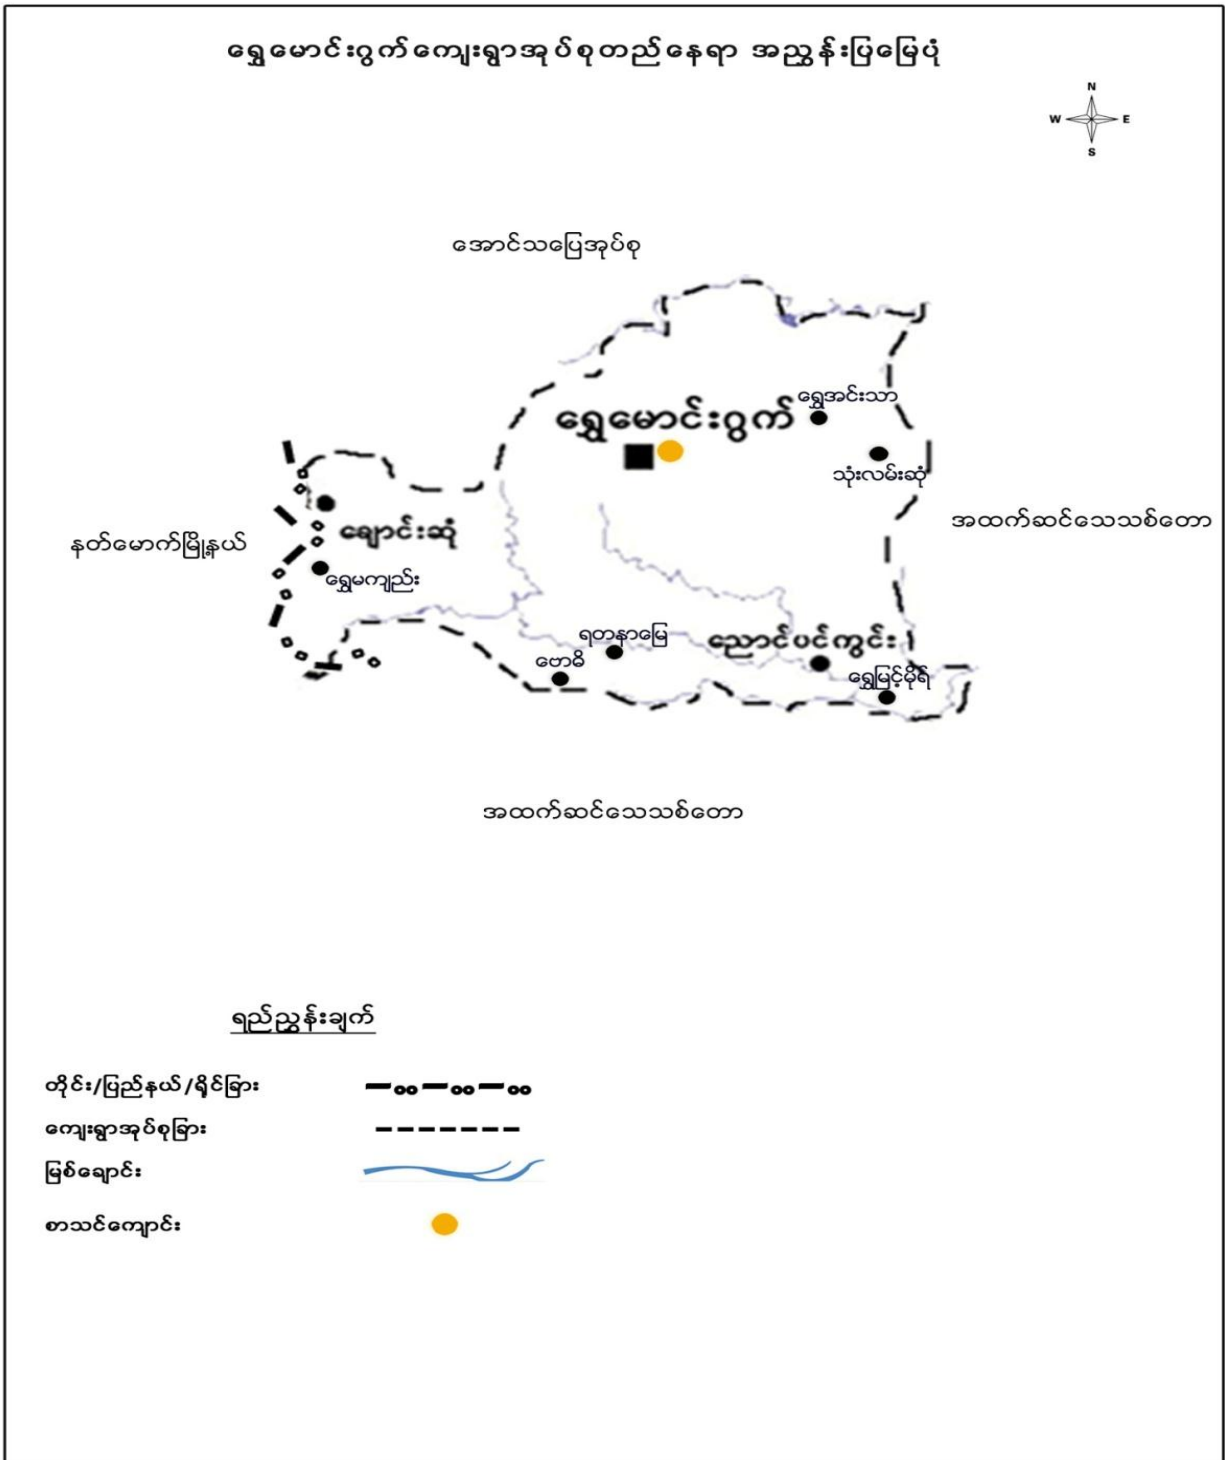 ရွှေမောင်းဂွက်ကျေးရွာအုပ်စုတည်နေရာ အညွှန်းပြမြေပုံ
N
W E
S
အောင်သပြေအုပ်စု
ရွှေအင်းသာ
ရွှေမောင်းဂွက်
သုံးလမ်းဆုံ
အထက်ဆင်သေသစ်တော
ချောင်းဆုံ
နတ်မောက်မြို့နယ်
ရွှေမကျည်း
ရတနာမြေ
ညောင်ပင်ကွင်း
ဗောဓိ
ရွှေမြင့်မိုရ်
အထက်ဆင်သေသစ်တော
ရည်ညွှန်းချက်
တိုင်း/ပြည်နယ်/ရိုင်ခြား
ကျေးရွာအုပ်စုခြား
မြစ်ချောင်း
စာသင်ကျောင်း